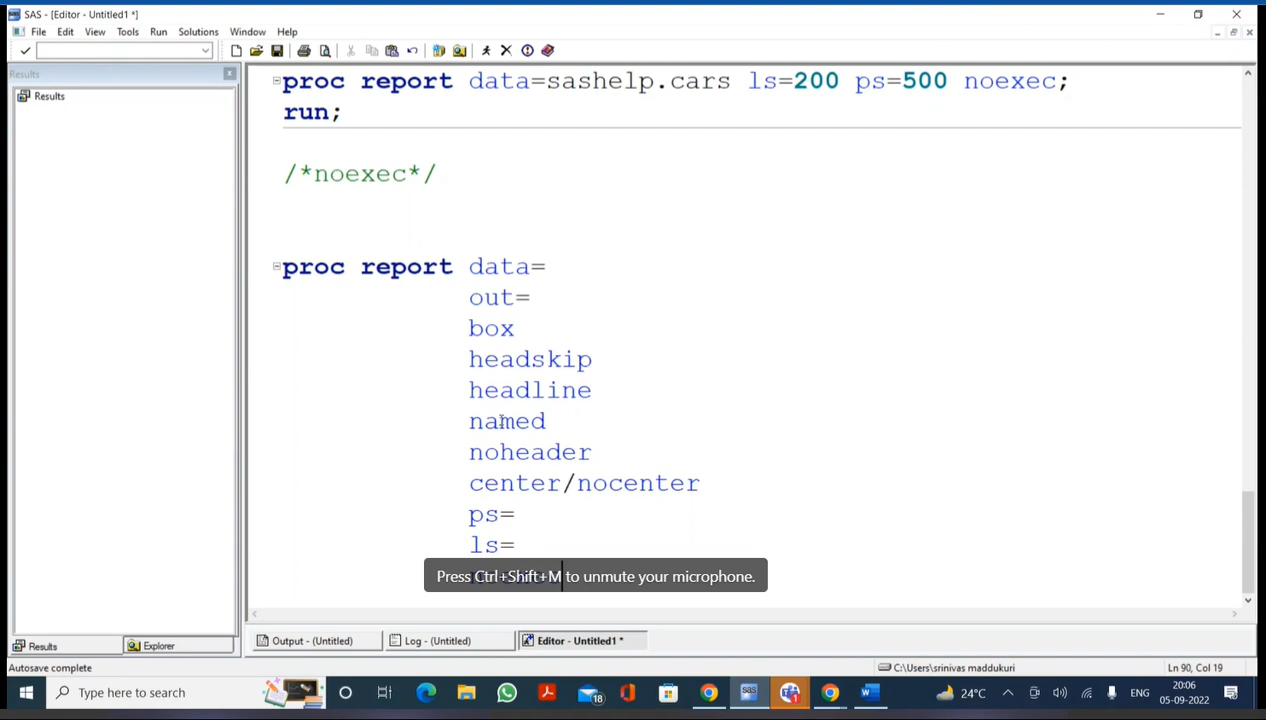 SAS - [Editor - Untitled1 *]
File Edit View Tools Run Solutions Window Help
Results
Results
proc report data=sashelp.cars ls=200 ps=500 noexec;
run;
/*noexec*/
proc report data=
out=
box
headskip
headline
named
noheader
center/nocenter
ps=
ls=
Press Ctrl+Shift+M to unmute your microphone.
Results Explorer Output - (Untitled) Log - (Untitled) Editor - Untitled1 *
Autosave complete C:\Users\srinivas maddukuri Ln 90, Col 19
Type here to search 18 sas 1 24°C ENG 20:06
05-09-2022